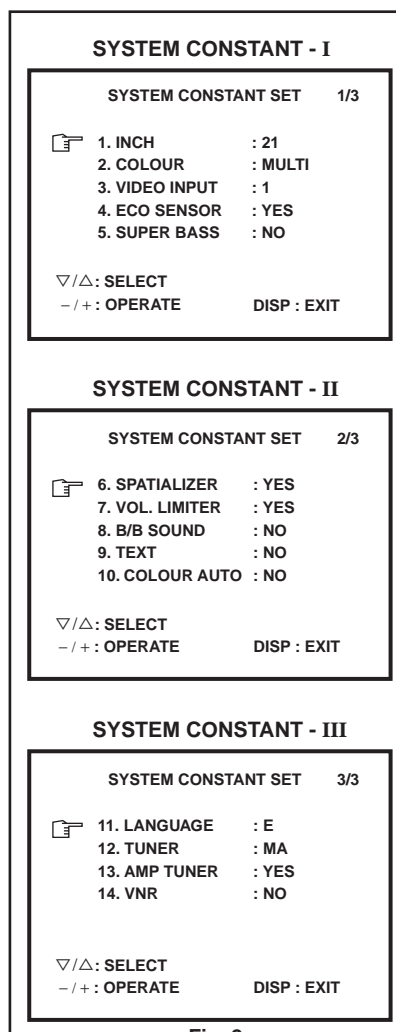 SYSTEM CONSTANT - I
SYSTEM CONSTANT SET 1/3
1. INCH : 21
2. COLOUR : MULTI
3. VIDEO INPUT : 1
4. ECO SENSOR : YES
5. SUPER BASS : NO
▽/△: SELECT
– / + : OPERATE DISP : EXIT
SYSTEM CONSTANT - II
SYSTEM CONSTANT SET 2/3
6. SPATIALIZER : YES
7. VOL. LIMITER : YES
8. B/B SOUND : NO
9. TEXT : NO
10. COLOUR AUTO : NO
▽/△: SELECT
– / + : OPERATE DISP : EXIT
SYSTEM CONSTANT - III
SYSTEM CONSTANT SET 3/3
11. LANGUAGE : E
12. TUNER : MA
13. AMP TUNER : YES
14. VNR : NO
▽/△: SELECT
– / + : OPERATE DISP : EXIT